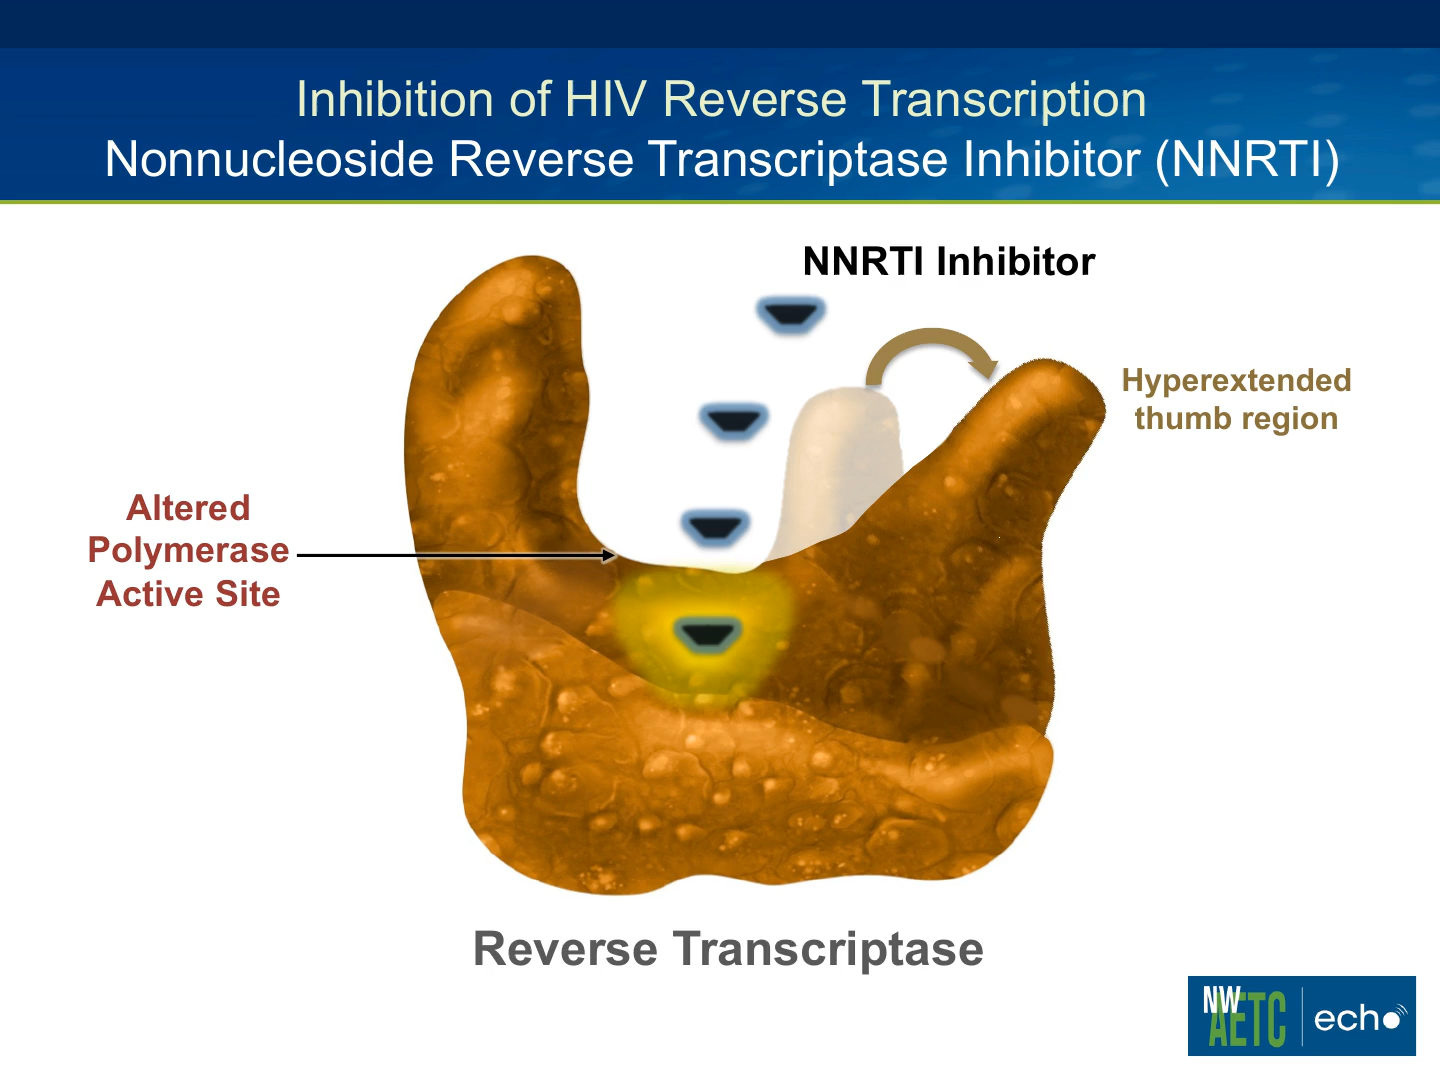 Inhibition of HIV Reverse Transcription
Nonnucleoside Reverse Transcriptase Inhibitor (NNRTI)
NNRTI Inhibitor
Hyperextended
thumb region
Altered
Polymerase
Active Site
Reverse Transcriptase
NW
AETC
echo